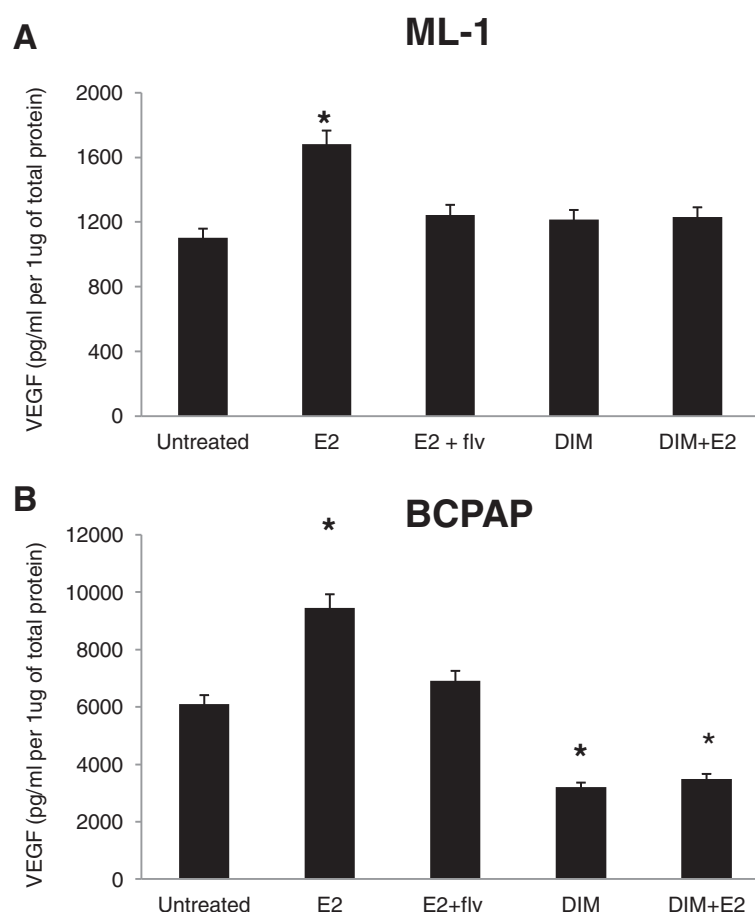 A
ML-1
VEGF (pg/ml per 1ug of total protein)
2000
1600
1200
800
400
0
*
Untreated E2 E2 + flv DIM DIM+E2
B
BCPAP
VEGF (pg/ml per 1ug of total protein)
12000
10000
8000
6000
4000
2000
0
*
*
*
Untreated E2 E2+flv DIM DIM+E2